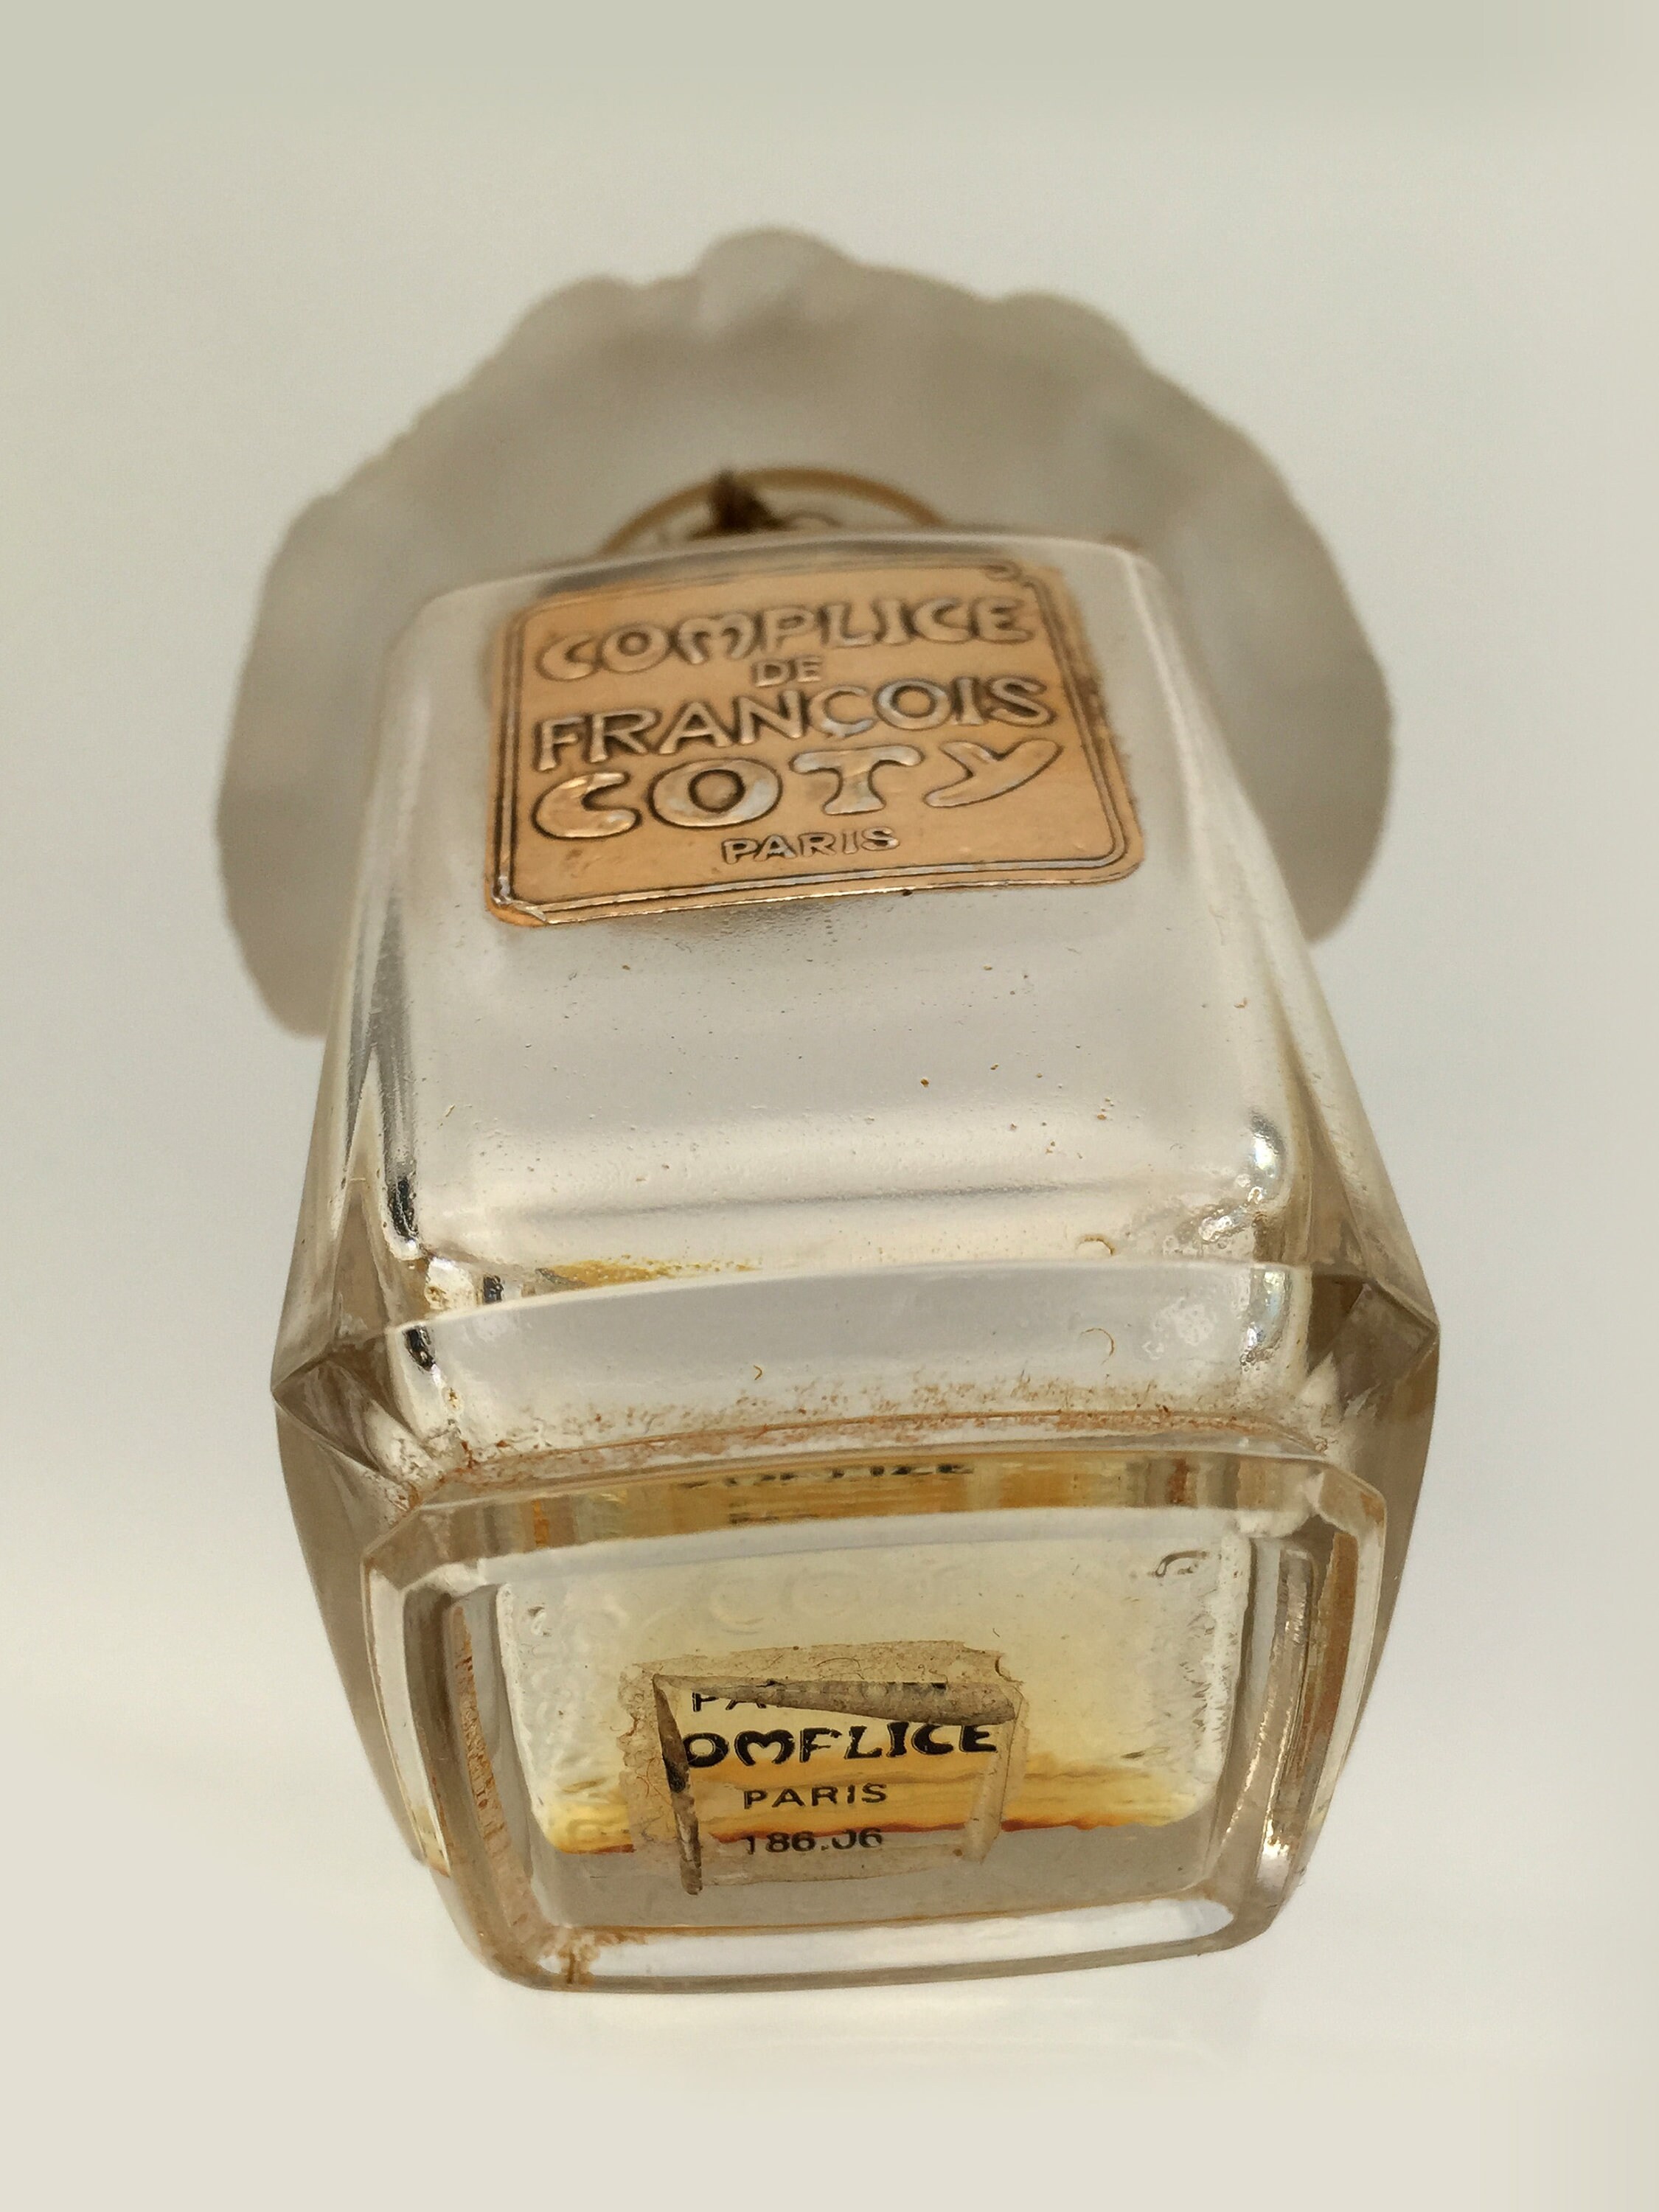 COMPLICE
DE
FRANÇOIS
COTY
PARIS
OMPLICE
PARIS
186.06